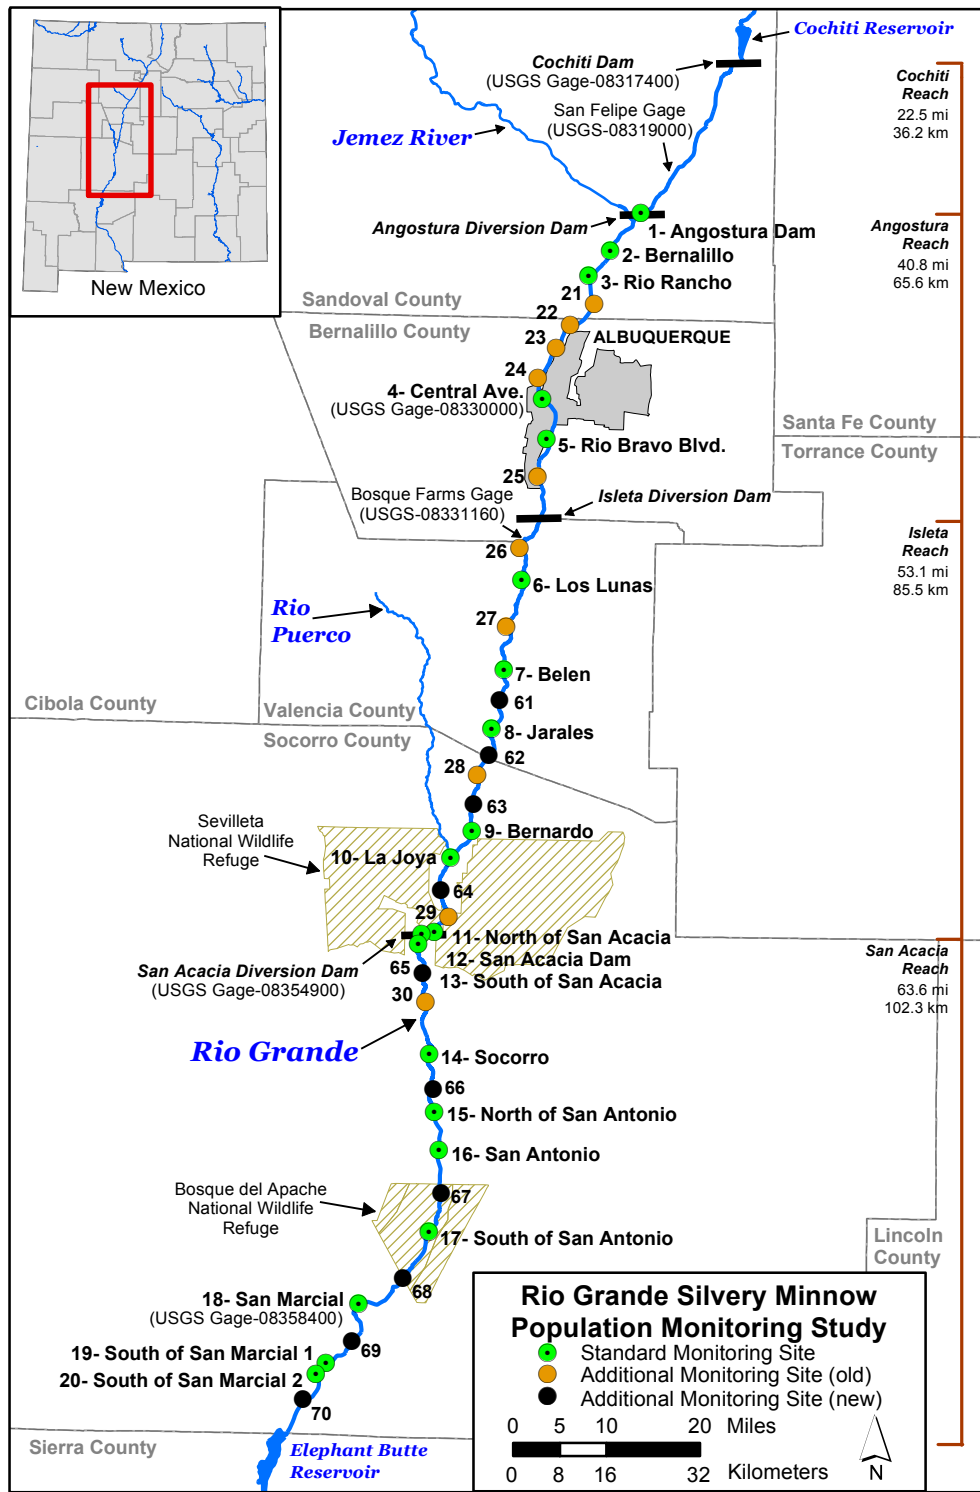 New Mexico
Cochiti Reservoir
Cochiti Dam
(USGS Gage-08317400)
San Felipe Gage
(USGS-08319000)
Jemez River
Cochiti
Reach
22.5 mi
36.2 km
Angostura Diversion Dam
1- Angostura Dam
2- Bernalillo
3- Rio Rancho
Angostura
Reach
40.8 mi
65.6 km
21
Sandoval County
22
Bernalillo County
23
ALBUQUERQUE
24
4- Central Ave.
(USGS Gage-08330000)
Santa Fe County
5- Rio Bravo Blvd.
Torrance County
25
Bosque Farms Gage
(USGS-08331160)
Isleta Diversion Dam
Isleta
Reach
53.1 mi
85.5 km
26
6- Los Lunas
Rio
Puerco
27
7- Belen
61
Cibola County
Valencia County
8- Jarales
Socorro County
62
28
63
Sevilleta
National Wildlife
Refuge
9- Bernardo
10- La Joya
64
29
11- North of San Acacia
12- San Acacia Dam
San Acacia Diversion Dam
(USGS Gage-08354900)
65
13- South of San Acacia
San Acacia
Reach
63.6 mi
102.3 km
30
Rio Grande
14- Socorro
66
15- North of San Antonio
16- San Antonio
Bosque del Apache
National Wildlife
Refuge
67
17- South of San Antonio
Lincoln
County
68
18- San Marcial
(USGS Gage-08358400)
69
19- South of San Marcial 1
20- South of San Marcial 2
70
Sierra County
Elephant Butte
Reservoir
Rio Grande Silvery Minnow
Population Monitoring Study
Standard Monitoring Site
Additional Monitoring Site (old)
Additional Monitoring Site (new)
0 5 10 20 Miles
0 8 16 32 Kilometers
N